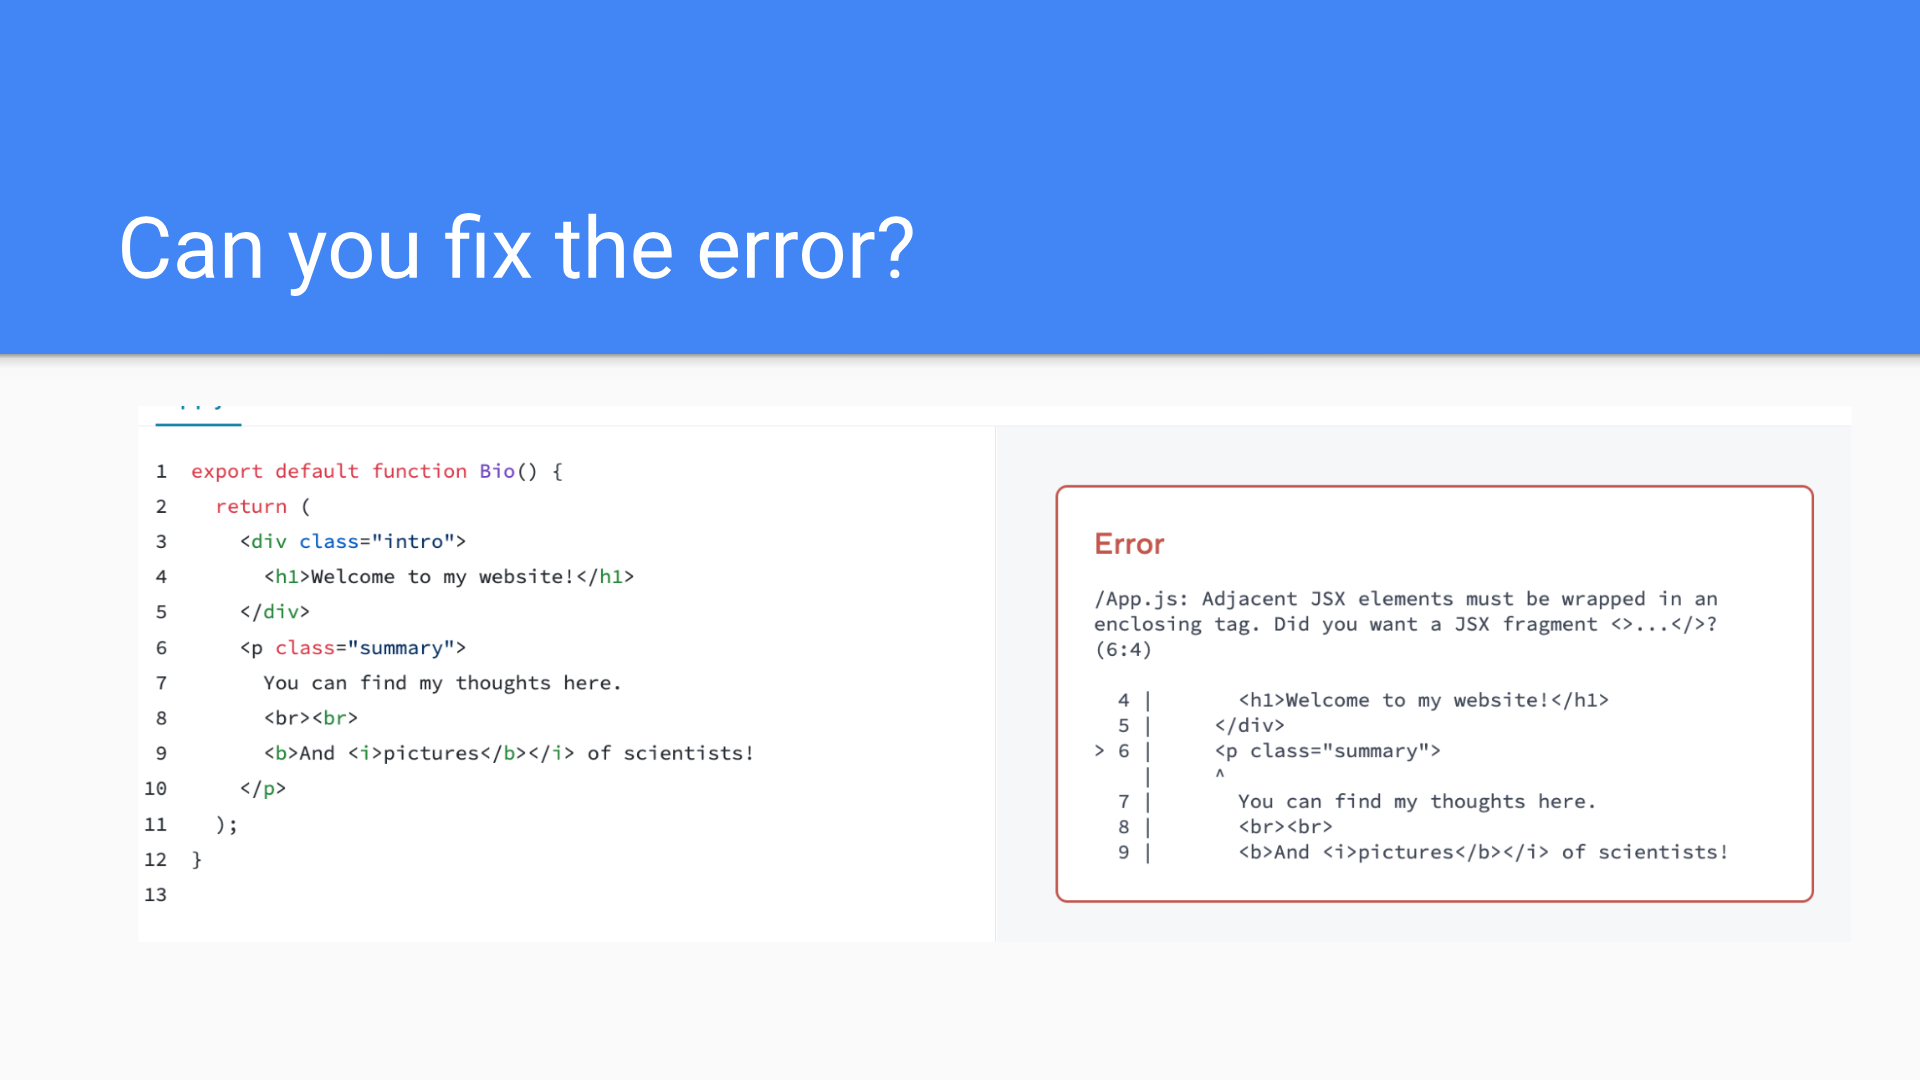 Can you fix the error?
1 export default function Bio() {
2   return (
3     <div class="intro">
4       <h1>Welcome to my website!</h1>
5     </div>
6     <p class="summary">
7       You can find my thoughts here.
8       <br><br>
9       <b>And <i>pictures</b></i> of scientists!
10     </p>
11   );
12 }
13
Error
/App.js: Adjacent JSX elements must be wrapped in an
enclosing tag. Did you want a JSX fragment <>...</>?
(6:4)
  4 |       <h1>Welcome to my website!</h1>
  5 |     </div>
> 6 |     <p class="summary">
    |     ^
  7 |       You can find my thoughts here.
  8 |       <br><br>
  9 |       <b>And <i>pictures</b></i> of scientists!